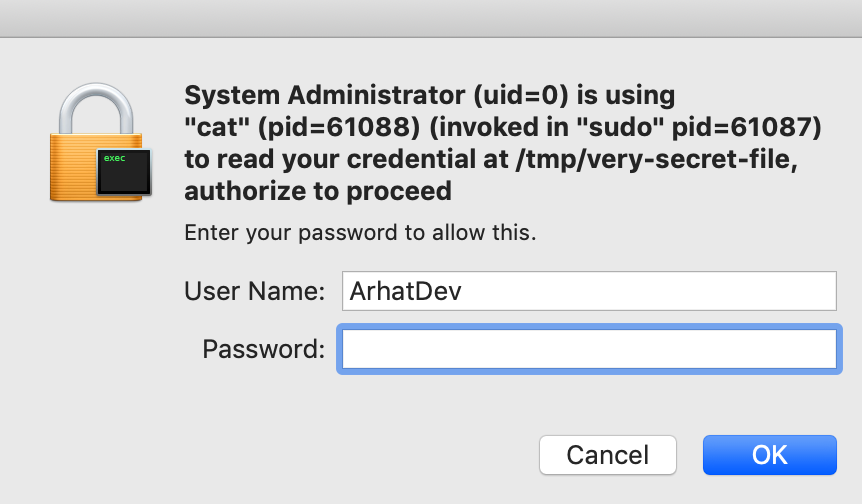 System Administrator (uid=0) is using
"cat" (pid=61088) (invoked in "sudo" pid=61087)
to read your credential at /tmp/very-secret-file,
authorize to proceed
exec
Enter your password to allow this.
User Name: ArhatDev
Password:
Cancel OK